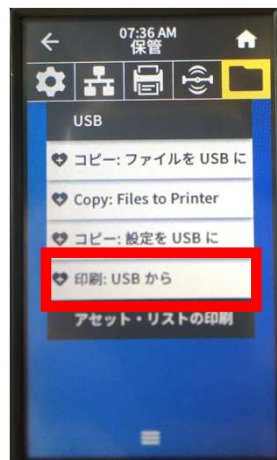 07:36 AM
保管
USB
コピー: ファイルを USB に
Copy: Files to Printer
コピー: 設定を USB に
印刷: USB から
アセット・リストの印刷